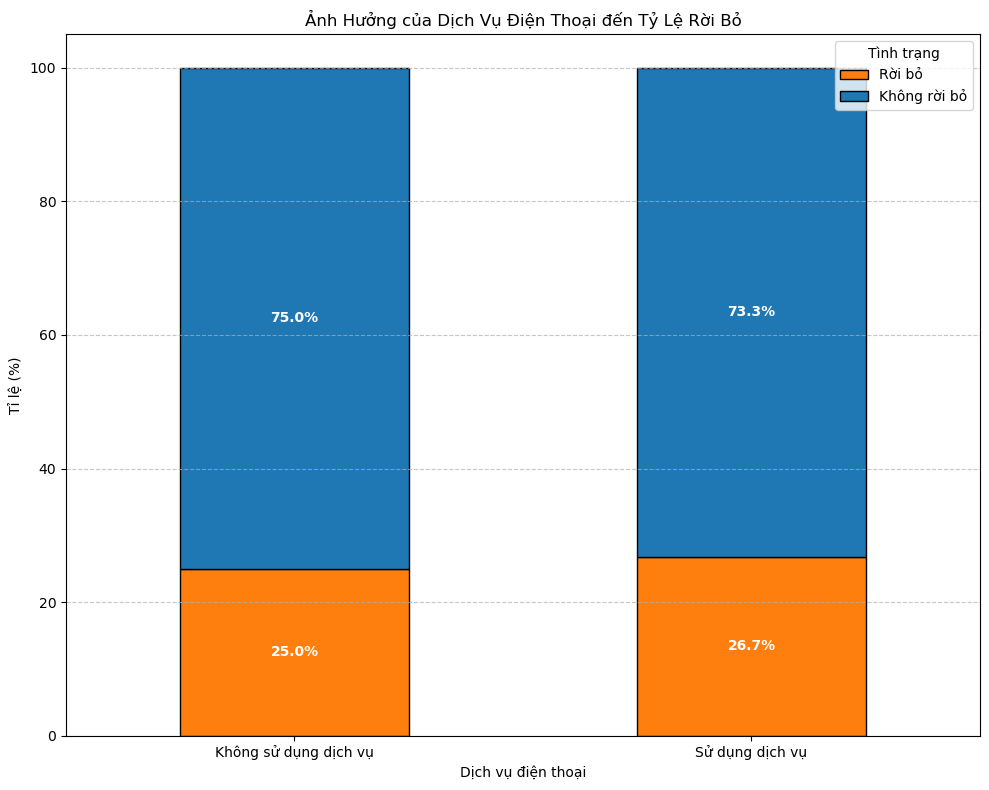 Ảnh Hưởng của Dịch Vụ Điện Thoại đến Tỷ Lệ Rời Bỏ
Tình trạng
Rời bỏ
Không rời bỏ
Tỉ lệ (%)
100
80
60
40
20
0
75.0%
73.3%
25.0%
26.7%
Không sử dụng dịch vụ
Sử dụng dịch vụ
Dịch vụ điện thoại